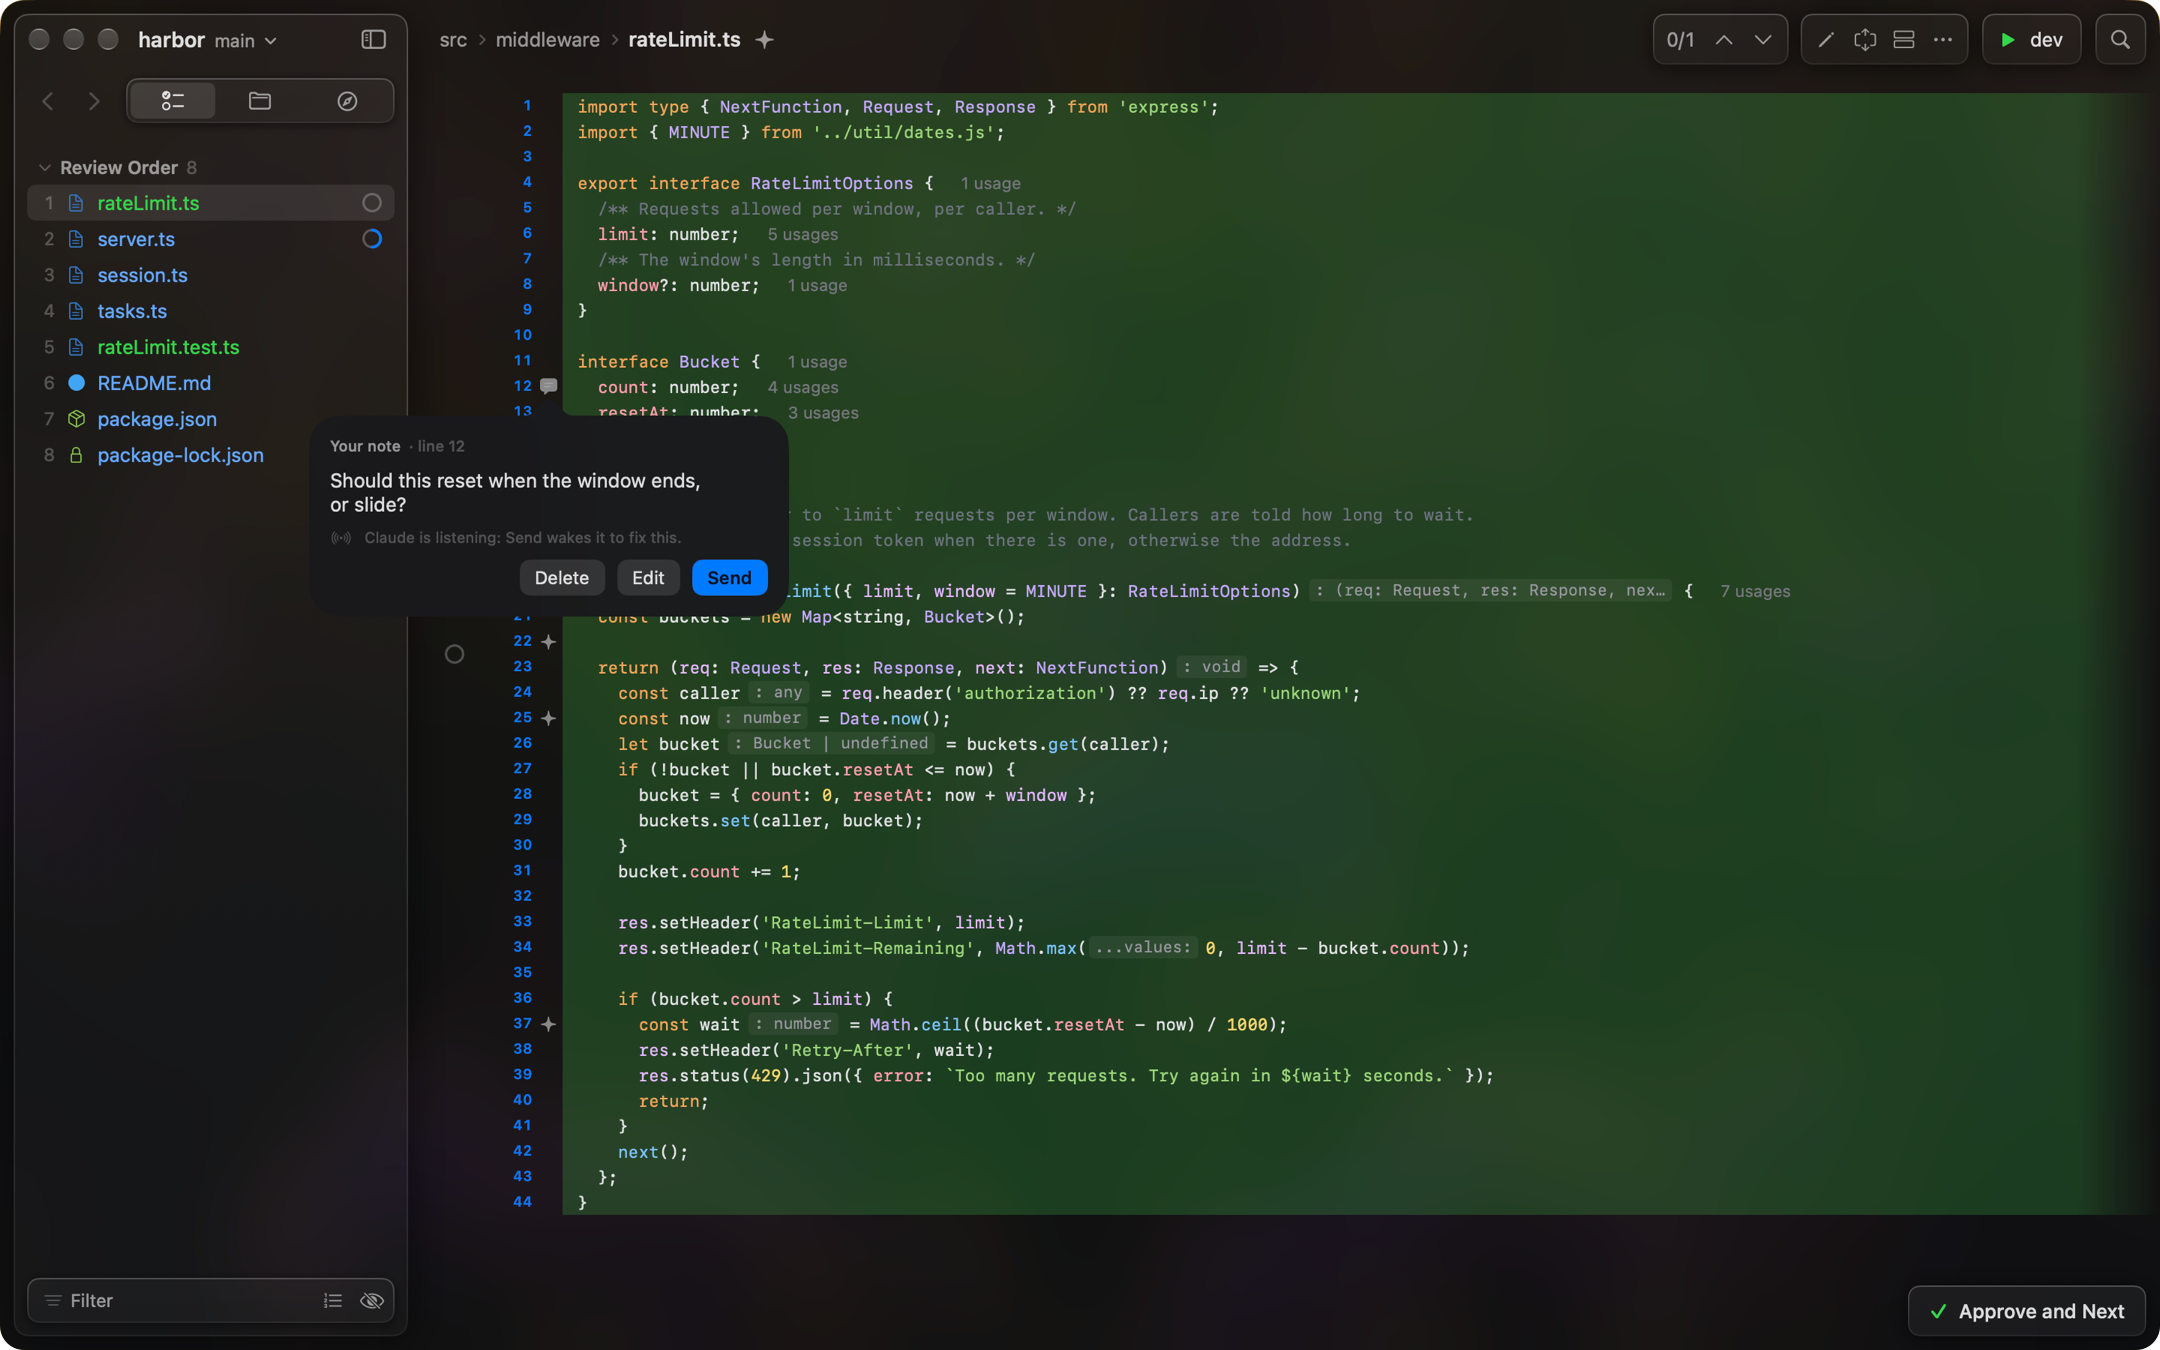 harbor main
src > middleware > rateLimit.ts
0/1
dev
Review Order 8
1 rateLimit.ts
2 server.ts
3 session.ts
4 tasks.ts
5 rateLimit.test.ts
6 README.md
7 package.json
8 package-lock.json
Filter
1 import type { NextFunction, Request, Response } from 'express';
2 import { MINUTE } from '../util/dates.js';
3
4 export interface RateLimitOptions { 1 usage
5 /** Requests allowed per window, per caller. */
6 limit: number; 5 usages
7 /** The window's length in milliseconds. */
8 window?: number; 1 usage
9 }
10
11 interface Bucket { 1 usage
12 count: number; 4 usages
13 resetAt: number; 3 usages
Your note · line 12
Should this reset when the window ends,
or slide?
Claude is listening: Send wakes it to fix this.
Delete Edit Send
to `limit` requests per window. Callers are told how long to wait.
session token when there is one, otherwise the address.
imit({ limit, window = MINUTE }: RateLimitOptions) : (req: Request, res: Response, nex… { 7 usages
21 const buckets = new Map<string, Bucket>();
22
23 return (req: Request, res: Response, next: NextFunction) : void => {
24 const caller : any = req.header('authorization') ?? req.ip ?? 'unknown';
25 const now : number = Date.now();
26 let bucket : Bucket | undefined = buckets.get(caller);
27 if (!bucket || bucket.resetAt <= now) {
28 bucket = { count: 0, resetAt: now + window };
29 buckets.set(caller, bucket);
30 }
31 bucket.count += 1;
32
33 res.setHeader('RateLimit-Limit', limit);
34 res.setHeader('RateLimit-Remaining', Math.max( ...values: 0, limit - bucket.count));
35
36 if (bucket.count > limit) {
37 const wait : number = Math.ceil((bucket.resetAt - now) / 1000);
38 res.setHeader('Retry-After', wait);
39 res.status(429).json({ error: `Too many requests. Try again in ${wait} seconds.` });
40 return;
41 }
42 next();
43 };
44 }
Approve and Next